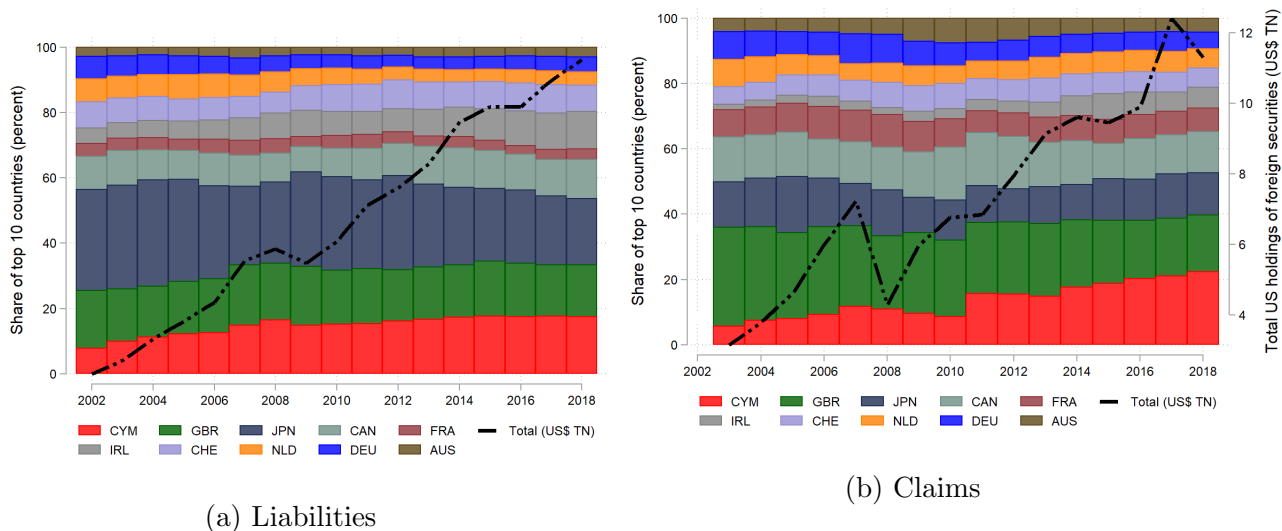 Share of top 10 countries (percent)
100
80
60
40
20
0
2002 2004 2006 2008 2010 2012 2014 2016 2018
CYM GBR JPN CAN FRA Total (US$ TN)
IRL CHE NLD DEU AUS
(a) Liabilities
Share of top 10 countries (percent)
100
80
60
40
20
0
12
10
8
6
4
Total US holdings of foreign securities (US$ TN)
2002 2004 2006 2008 2010 2012 2014 2016 2018
CYM GBR JPN CAN FRA Total (US$ TN)
IRL CHE NLD DEU AUS
(b) Claims